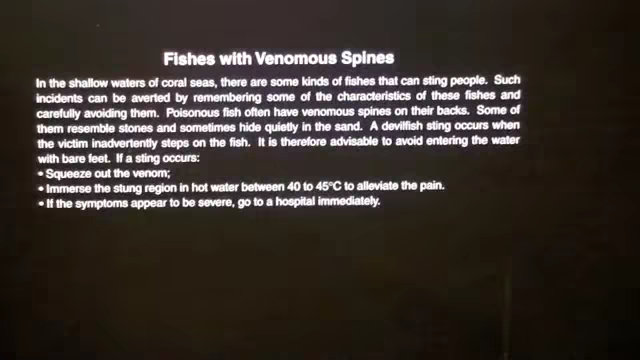 Fishes with Venomous Spines
In the shallow waters of coral seas, there are some kinds of fishes that can sting people. Such
incidents can be averted by remembering some of the characteristics of these fishes and
carefully avoiding them. Poisonous fish often have venomous spines on their backs. Some of
them resemble stones and sometimes hide quietly in the sand. A devilfish sting occurs when
the victim inadvertently steps on the fish. It is therefore advisable to avoid entering the water
with bare feet. If a sting occurs:
• Squeeze out the venom;
• Immerse the stung region in hot water between 40 to 45°C to alleviate the pain.
• If the symptoms appear to be severe, go to a hospital immediately.